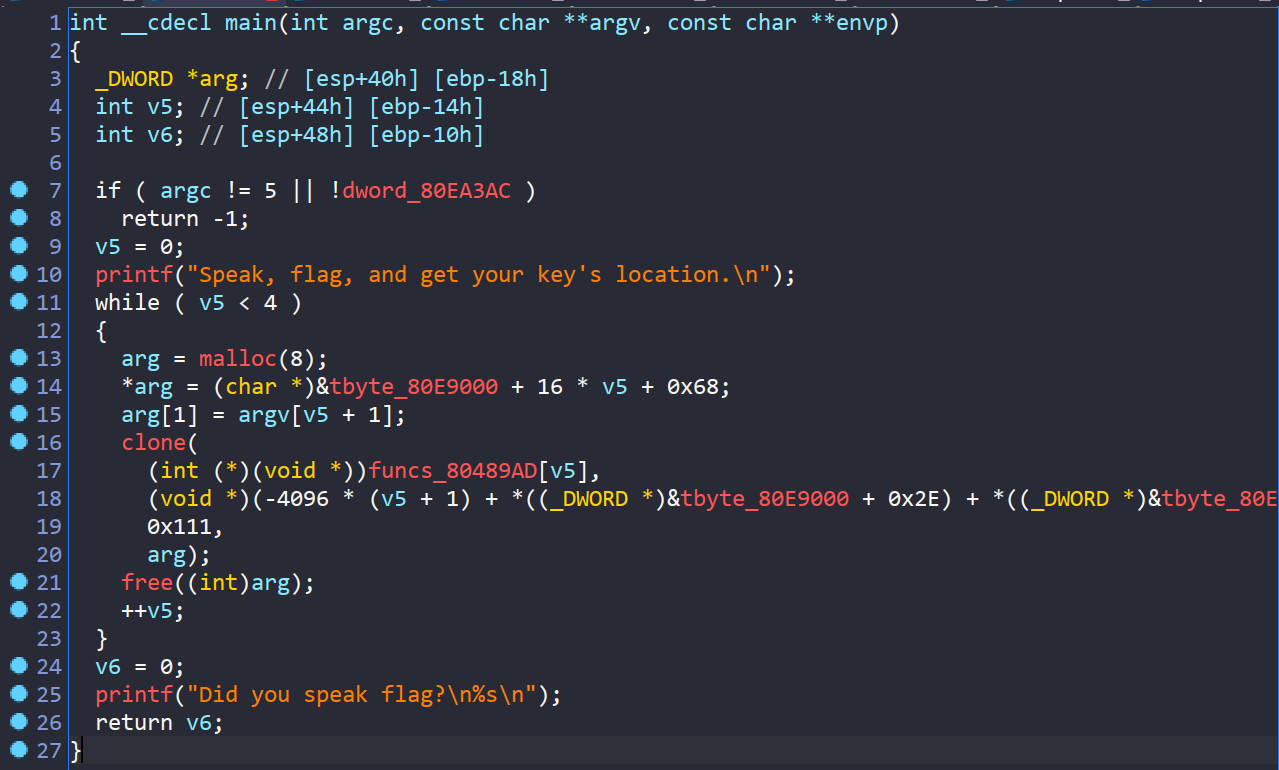 1 int __cdecl main(int argc, const char **argv, const char **envp)
2 {
3 _DWORD *arg; // [esp+40h] [ebp-18h]
4 int v5; // [esp+44h] [ebp-14h]
5 int v6; // [esp+48h] [ebp-10h]
6
7 if ( argc != 5 || !dword_80EA3AC )
8 return -1;
9 v5 = 0;
10 printf("Speak, flag, and get your key's location.\n");
11 while ( v5 < 4 )
12 {
13 arg = malloc(8);
14 *arg = (char *)&tbyte_80E9000 + 16 * v5 + 0x68;
15 arg[1] = argv[v5 + 1];
16 clone(
17 (int (*)(void *))funcs_80489AD[v5],
18 (void *)(-4096 * (v5 + 1) + *((_DWORD *)&tbyte_80E9000 + 0x2E) + *((_DWORD *)&tbyte_80E
19 0x111,
20 arg);
21 free((int)arg);
22 ++v5;
23 }
24 v6 = 0;
25 printf("Did you speak flag?\n%s\n");
26 return v6;
27 }